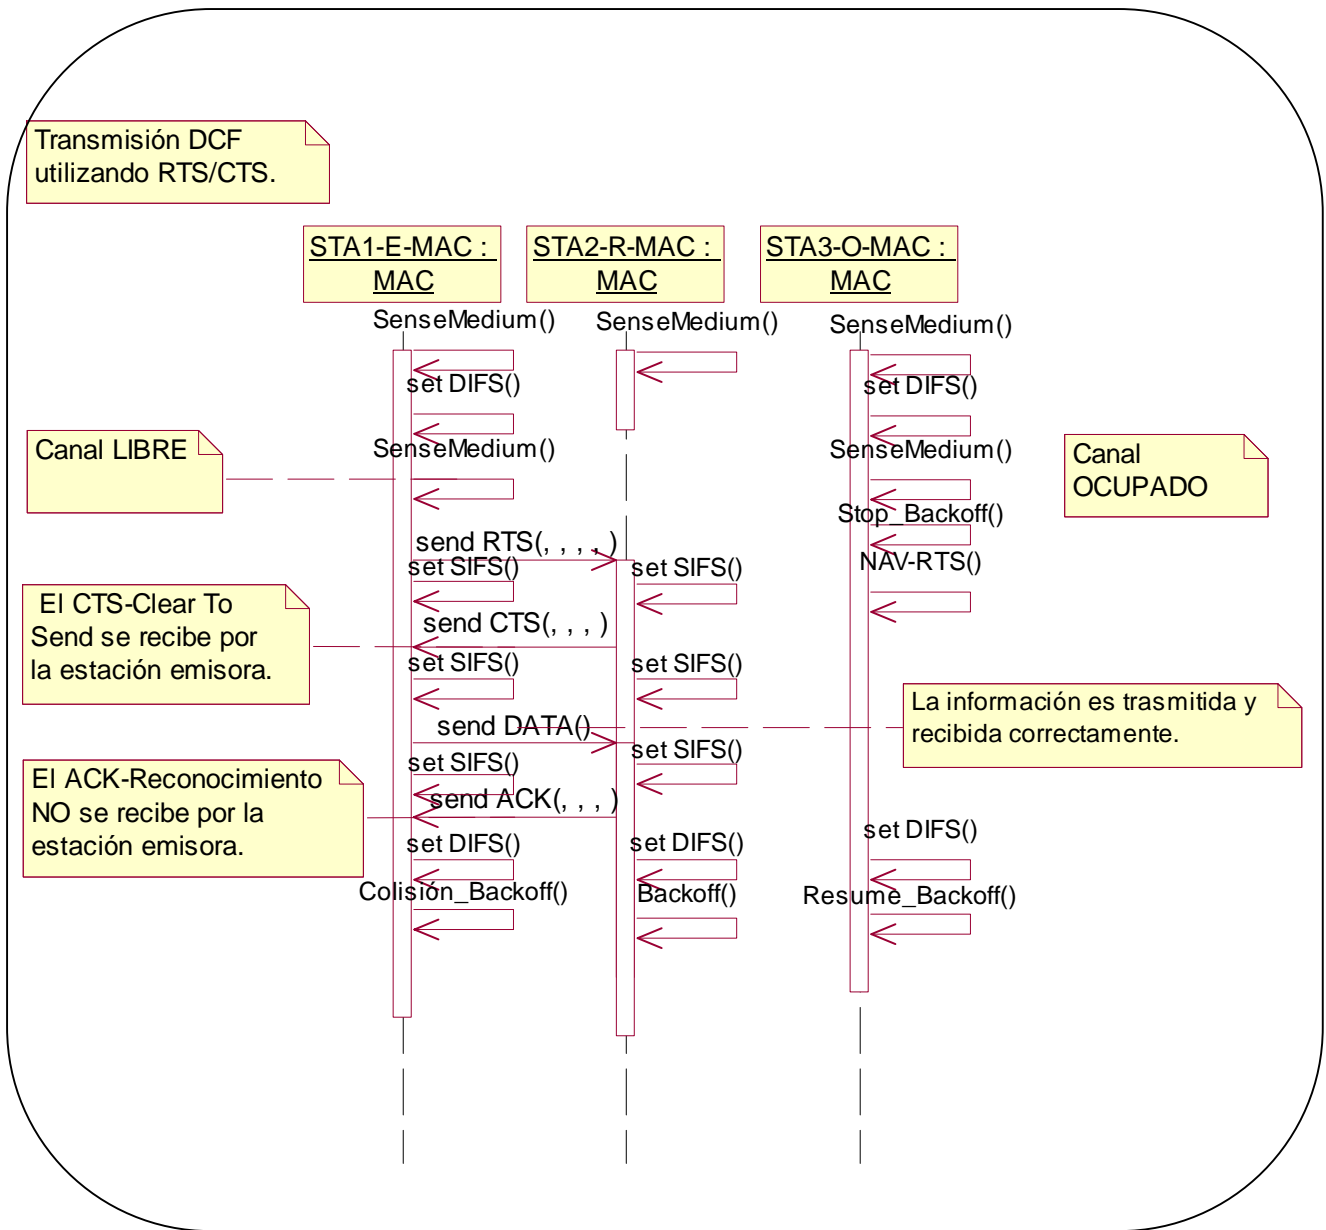 Transmisión DCF
utilizando RTS/CTS.
STA1-E-MAC :
MAC
STA2-R-MAC :
MAC
STA3-O-MAC :
MAC
SenseMedium()
SenseMedium()
SenseMedium()
set DIFS()
set DIFS()
Canal LIBRE
SenseMedium()
SenseMedium()
Canal
OCUPADO
Stop_Backoff()
send RTS(, , , , )
NAV-RTS()
set SIFS()
set SIFS()
El CTS-Clear To
Send se recibe por
la estación emisora.
send CTS(, , , )
set SIFS()
set SIFS()
La información es trasmitida y
recibida correctamente.
send DATA()
set SIFS()
set SIFS()
El ACK-Reconocimiento
NO se recibe por la
estación emisora.
send ACK(, , , )
set DIFS()
set DIFS()
set DIFS()
Colisión_Backoff()
Backoff()
Resume_Backoff()